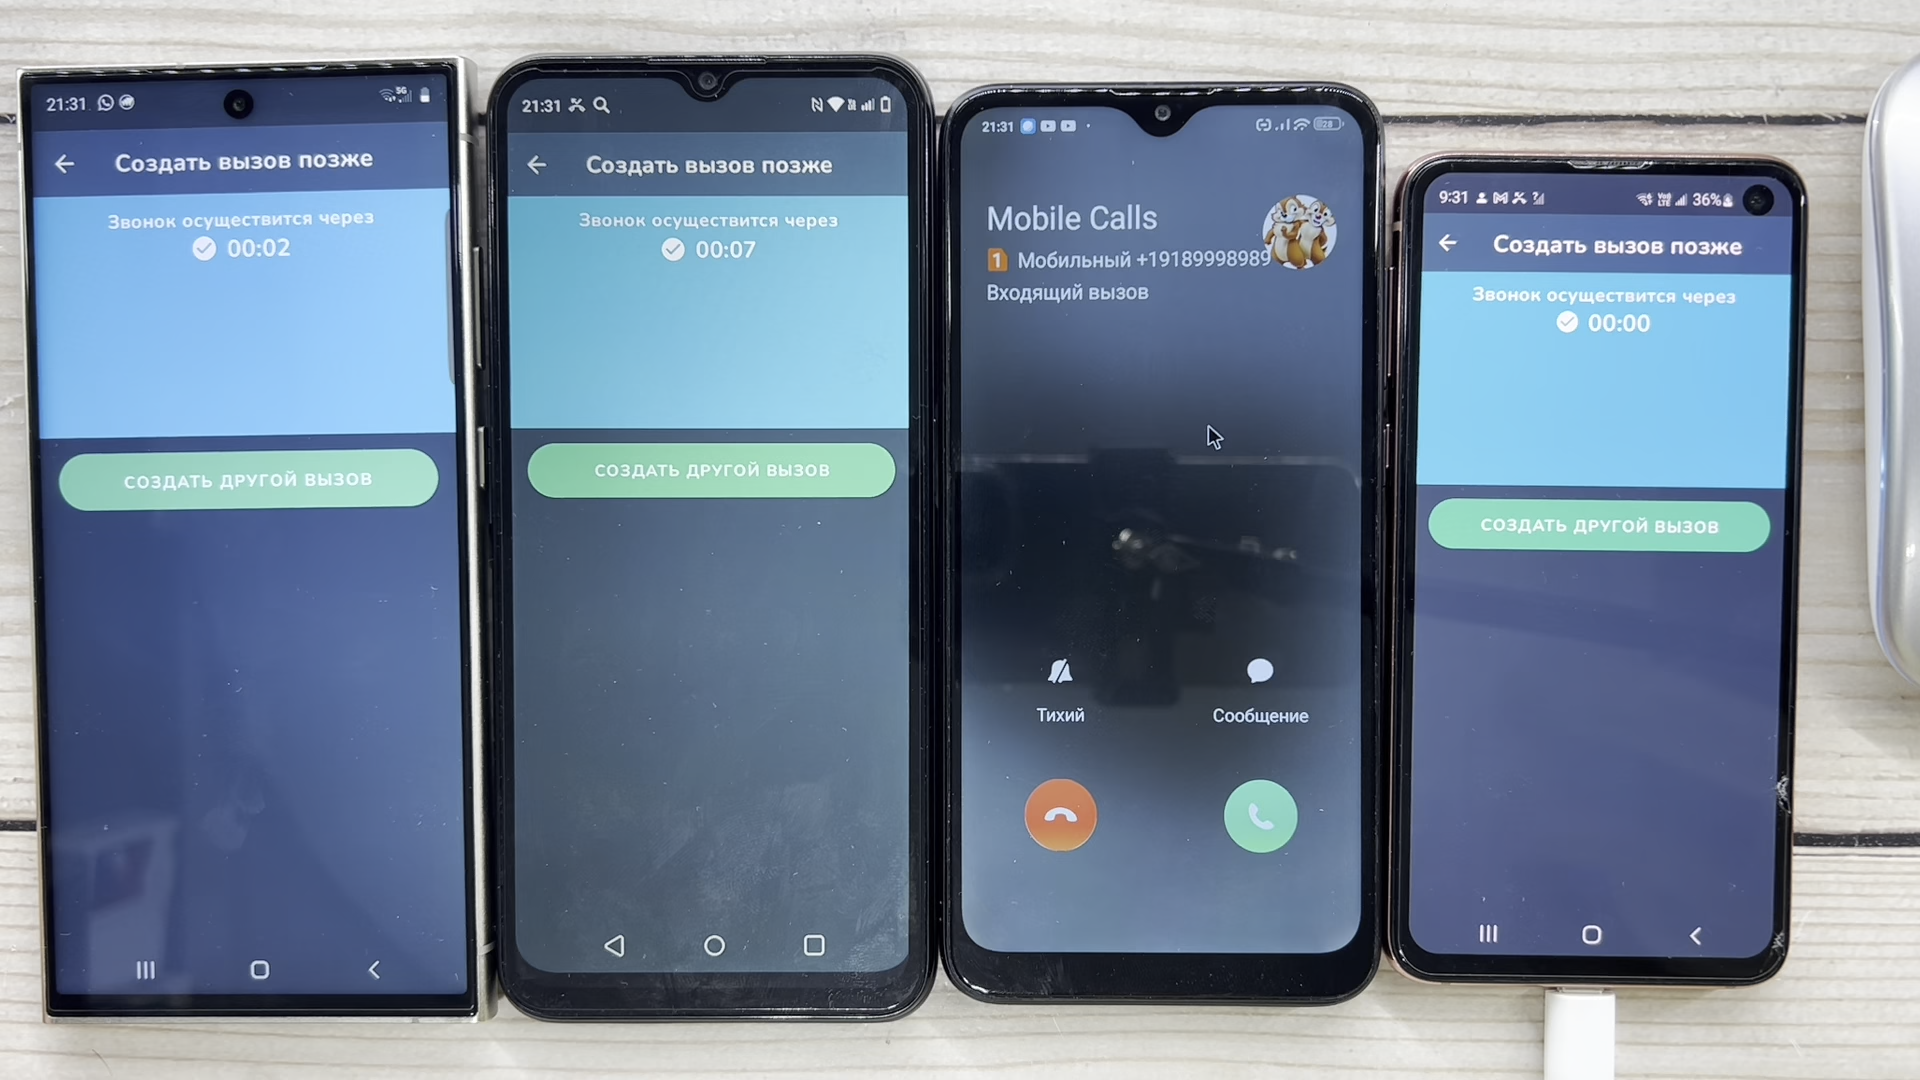 21:31
Создать вызов позже
Звонок осуществится через
00:02
СОЗДАТЬ ДРУГОЙ ВЫЗОВ
21:31
Создать вызов позже
Звонок осуществится через
00:07
СОЗДАТЬ ДРУГОЙ ВЫЗОВ
21:31
28
Mobile Calls
1 Мобильный +19189998989
Входящий вызов
Тихий
Сообщение
9:31
36%
Создать вызов позже
Звонок осуществится через
00:00
СОЗДАТЬ ДРУГОЙ ВЫЗОВ